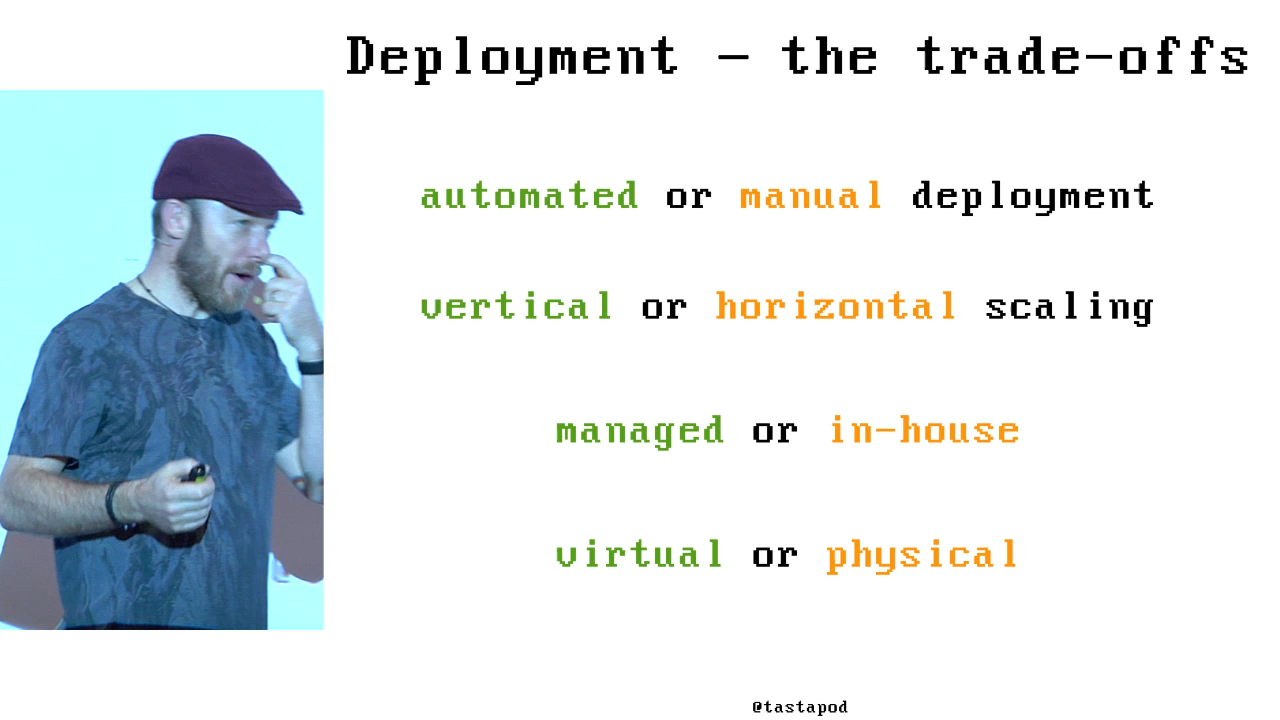 Deployment – the trade-offs
automated or manual deployment
vertical or horizontal scaling
managed or in-house
virtual or physical
@tastapod